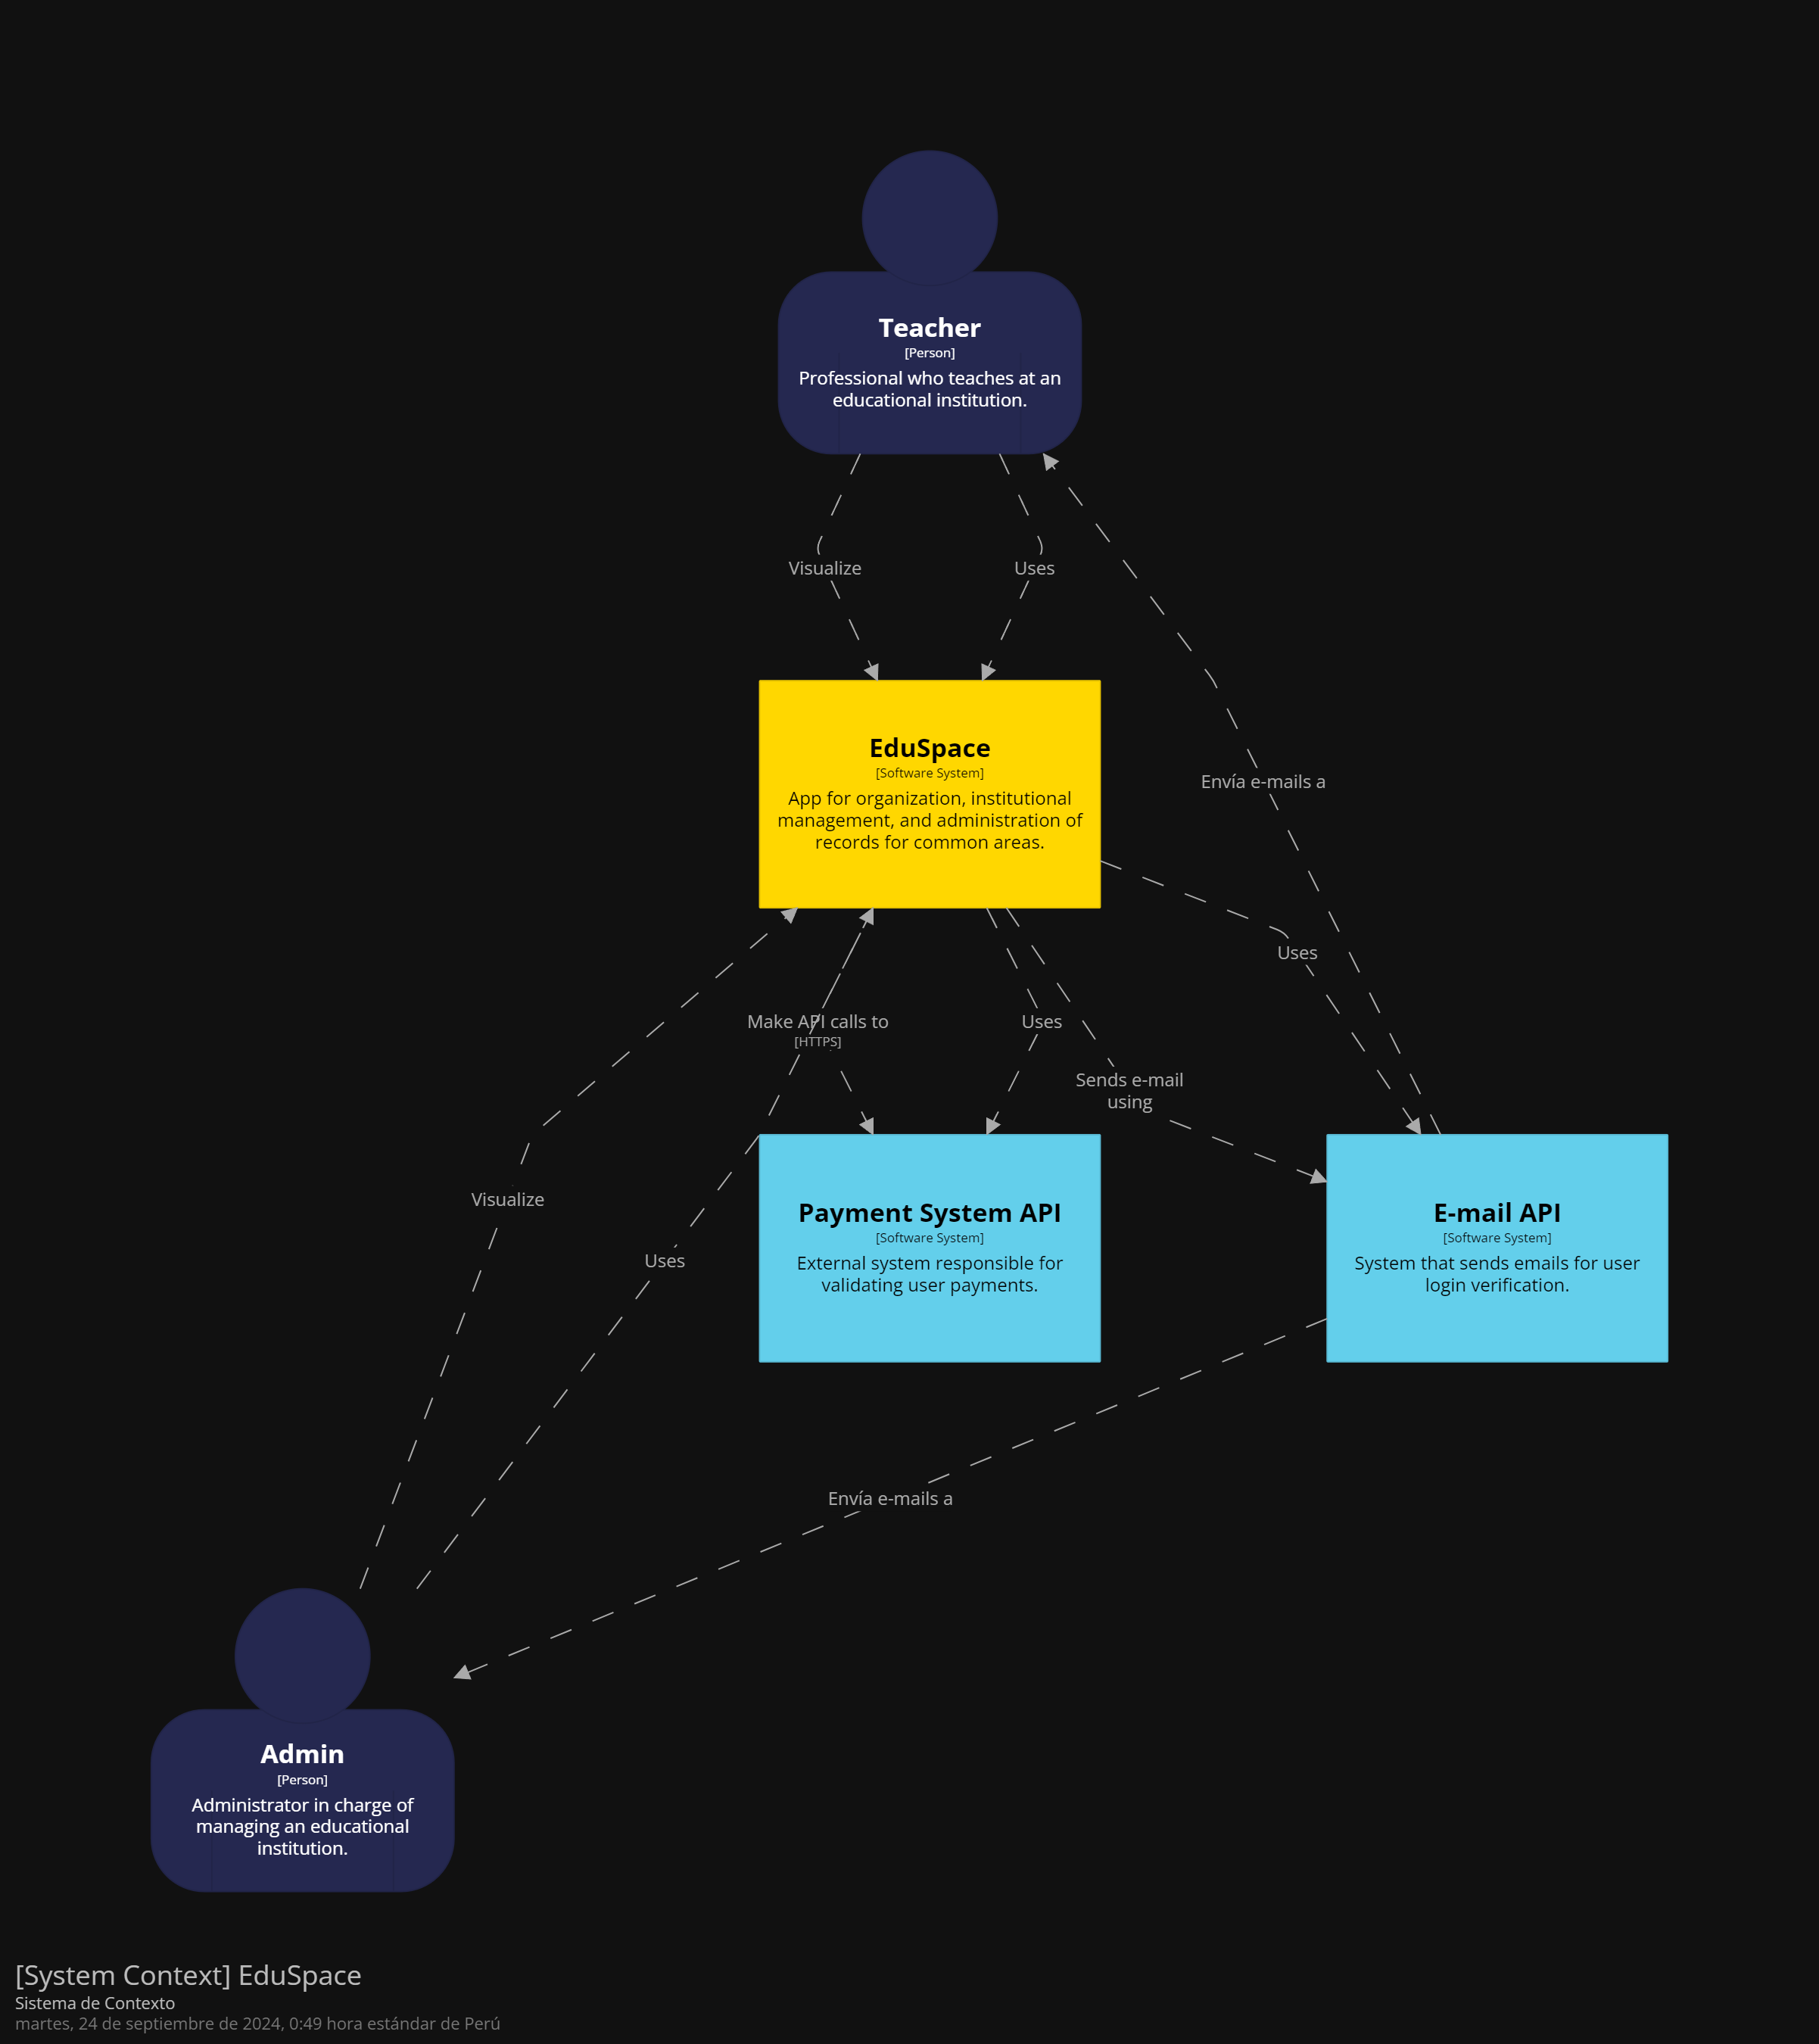 Teacher
[Person]
Professional who teaches at an
educational institution.
Visualize
Uses
EduSpace
[Software System]
App for organization, institutional
management, and administration of
records for common areas.
Envía e-mails a
Uses
Make API calls to
[HTTPS]
Uses
Sends e-mail
using
Visualize
Uses
Payment System API
[Software System]
External system responsible for
validating user payments.
E-mail API
[Software System]
System that sends emails for user
login verification.
Envía e-mails a
Admin
[Person]
Administrator in charge of
managing an educational
institution.
[System Context] EduSpace
Sistema de Contexto
martes, 24 de septiembre de 2024, 0:49 hora estándar de Perú